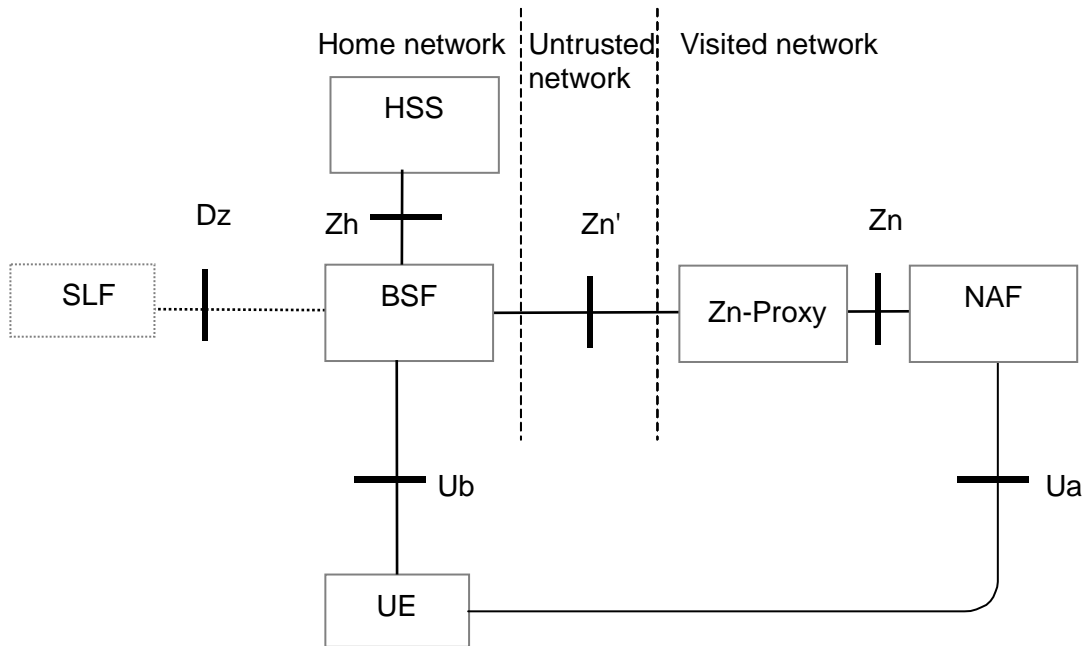 Home network
Untrusted
network
Visited network
HSS
Dz
Zh
Zn'
Zn
SLF
BSF
Zn-Proxy
NAF
Ub
Ua
UE